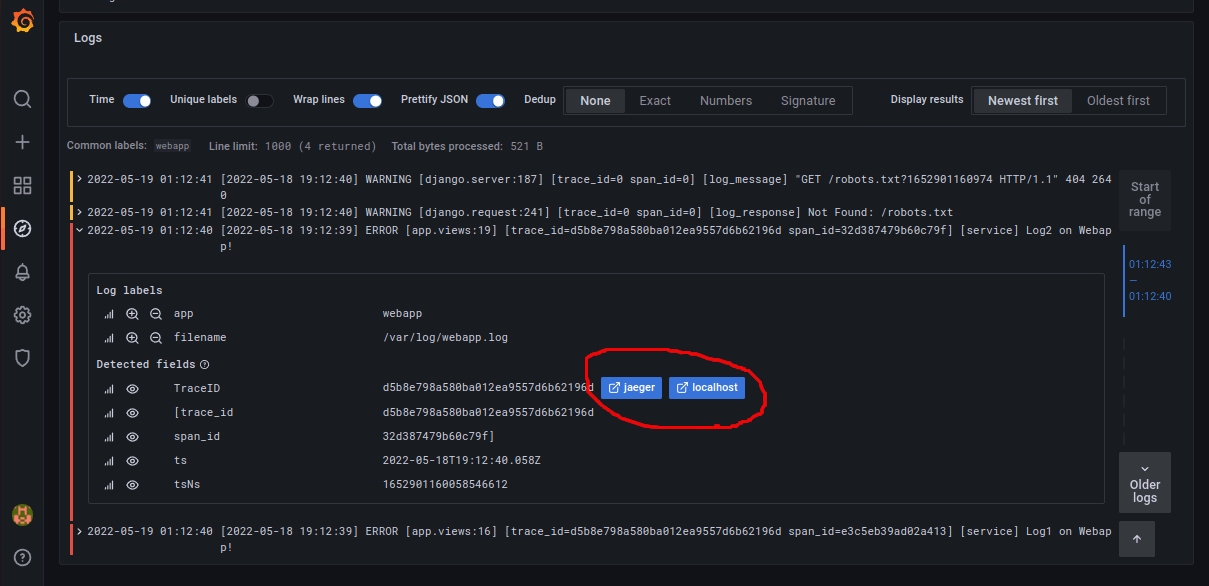 Logs
Time Unique labels Wrap lines Prettify JSON Dedup None Exact Numbers Signature Display results Newest first Oldest first
Common labels: webapp Line limit: 1000 (4 returned) Total bytes processed: 521 B
2022-05-19 01:12:41 [2022-05-18 19:12:40] WARNING [django.server:187] [trace_id=0 span_id=0] [log_message] "GET /robots.txt?1652901160974 HTTP/1.1" 404 264
0
2022-05-19 01:12:41 [2022-05-18 19:12:40] WARNING [django.request:241] [trace_id=0 span_id=0] [log_response] Not Found: /robots.txt
2022-05-19 01:12:40 [2022-05-18 19:12:39] ERROR [app.views:19] [trace_id=d5b8e798a580ba012ea9557d6b62196d span_id=32d387479b60c79f] [service] Log2 on Webap
p!
Log labels
app webapp
filename /var/log/webapp.log
Detected fields
TraceID d5b8e798a580ba012ea9557d6b62196d jaeger localhost
[trace_id d5b8e798a580ba012ea9557d6b62196d
span_id 32d387479b60c79f]
ts 2022-05-18T19:12:40.058Z
tsNs 1652901160058546612
2022-05-19 01:12:40 [2022-05-18 19:12:39] ERROR [app.views:16] [trace_id=d5b8e798a580ba012ea9557d6b62196d span_id=e3c5eb39ad02a413] [service] Log1 on Webap
p!
Start
of
range
01:12:43
—
01:12:40
Older
logs